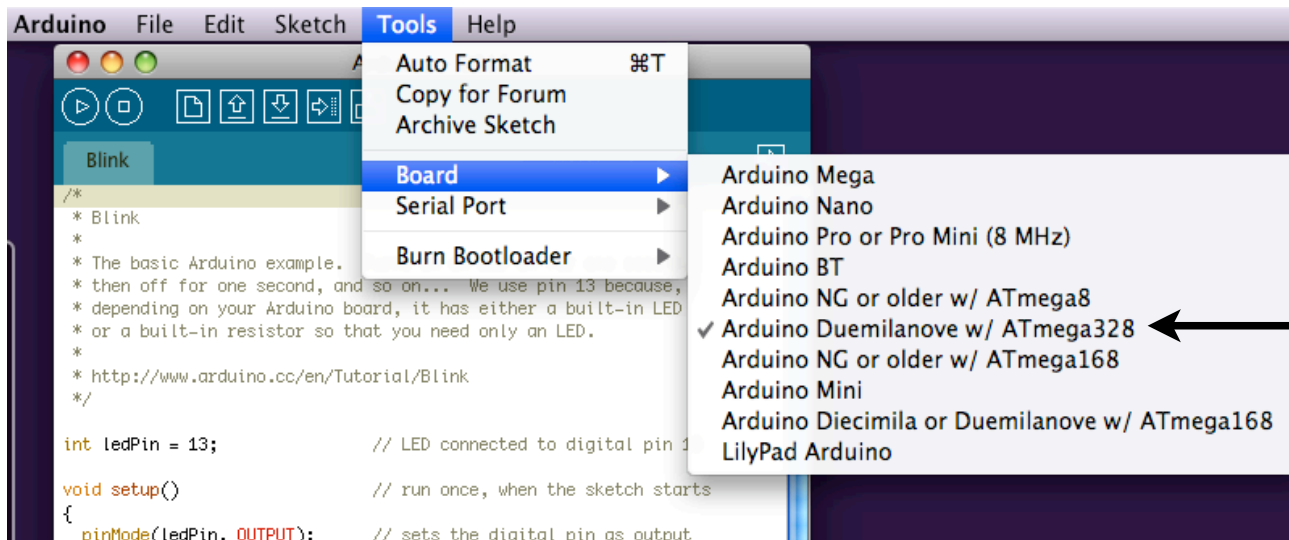 Arduino File Edit Sketch Tools Help
Auto Format ⌘T
Copy for Forum
Archive Sketch
Board
Serial Port
Burn Bootloader
Arduino Mega
Arduino Nano
Arduino Pro or Pro Mini (8 MHz)
Arduino BT
Arduino NG or older w/ ATmega8
✓ Arduino Duemilanove w/ ATmega328
Arduino NG or older w/ ATmega168
Arduino Mini
Arduino Diecimila or Duemilanove w/ ATmega168
LilyPad Arduino
Blink
/*
* Blink
*
* The basic Arduino example.
* then off for one second, and so on... We use pin 13 because,
* depending on your Arduino board, it has either a built-in LED
* or a built-in resistor so that you need only an LED.
*
* http://www.arduino.cc/en/Tutorial/Blink
*/
int ledPin = 13; // LED connected to digital pin
void setup() // run once, when the sketch starts
{
pinMode(ledPin, OUTPUT); // sets the digital pin as output